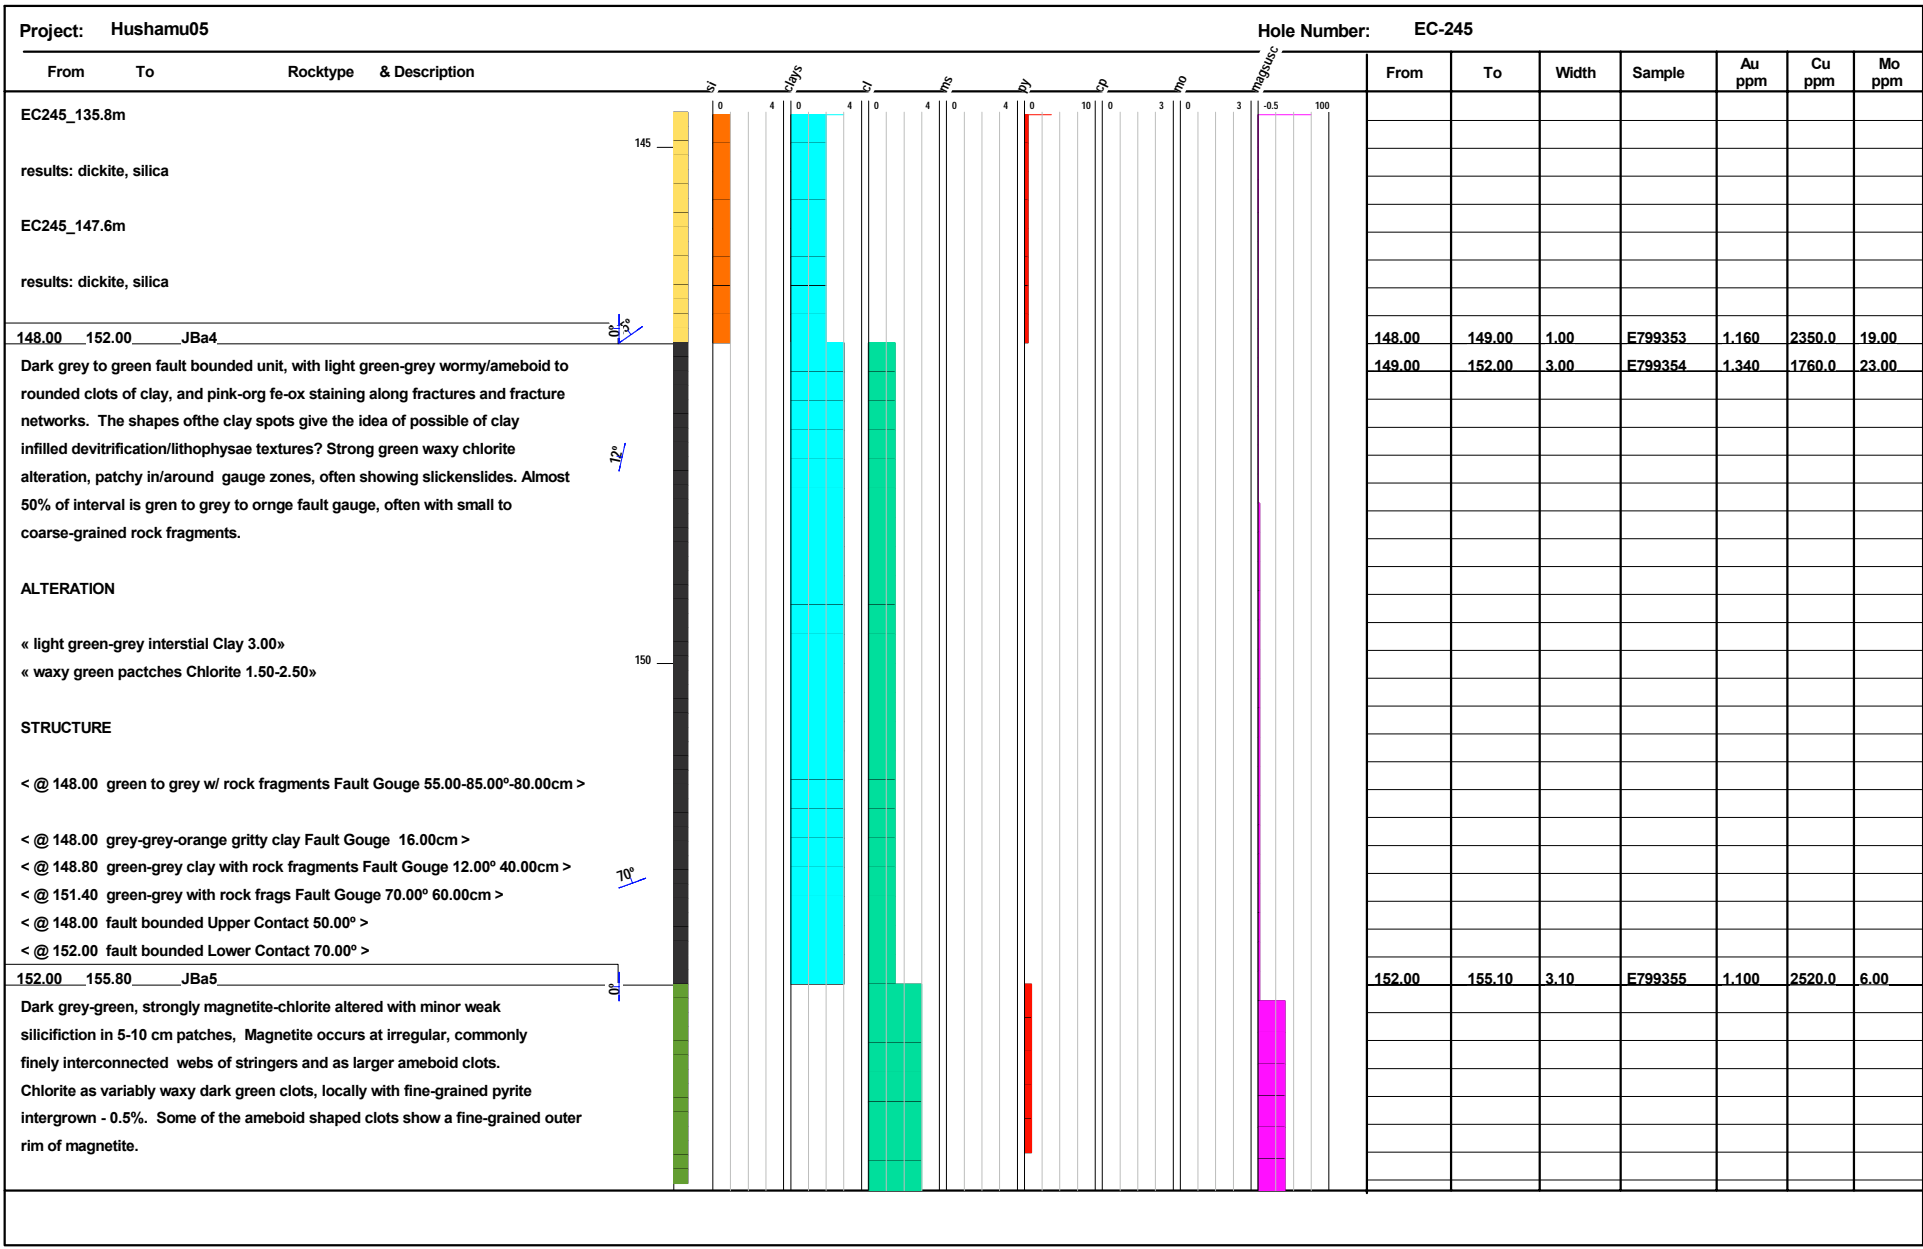 Project: Hushamu05 Hole Number: EC-245
From To Rocktype & Description si clays cl ms py cp mo magsusc From To Width Sample Au ppm Cu ppm Mo ppm
0 4 0 4 0 4 0 4 0 10 0 3 0 3 -0.5 100
EC245_135.8m
145
results: dickite, silica
EC245_147.6m
results: dickite, silica
148.00 152.00 JBa4 148.00 149.00 1.00 E799353 1.160 2350.0 19.00
Dark grey to green fault bounded unit, with light green-grey wormy/ameboid to 149.00 152.00 3.00 E799354 1.340 1760.0 23.00
rounded clots of clay, and pink-org fe-ox staining along fractures and fracture
networks. The shapes ofthe clay spots give the idea of possible of clay
infilled devitrification/lithophysae textures? Strong green waxy chlorite
12º
alteration, patchy in/around gauge zones, often showing slickenslides. Almost
50% of interval is gren to grey to ornge fault gauge, often with small to
coarse-grained rock fragments.
ALTERATION
« light green-grey interstial Clay 3.00»
150
« waxy green pactches Chlorite 1.50-2.50»
STRUCTURE
< @ 148.00 green to grey w/ rock fragments Fault Gouge 55.00-85.00º-80.00cm >
< @ 148.00 grey-grey-orange gritty clay Fault Gouge 16.00cm >
< @ 148.80 green-grey clay with rock fragments Fault Gouge 12.00º 40.00cm >
70º
< @ 151.40 green-grey with rock frags Fault Gouge 70.00º 60.00cm >
< @ 148.00 fault bounded Upper Contact 50.00º >
< @ 152.00 fault bounded Lower Contact 70.00º >
152.00 155.80 JBa5 0º 152.00 155.10 3.10 E799355 1.100 2520.0 6.00
Dark grey-green, strongly magnetite-chlorite altered with minor weak
silicifiction in 5-10 cm patches, Magnetite occurs at irregular, commonly
finely interconnected webs of stringers and as larger ameboid clots.
Chlorite as variably waxy dark green clots, locally with fine-grained pyrite
intergrown - 0.5%. Some of the ameboid shaped clots show a fine-grained outer
rim of magnetite.